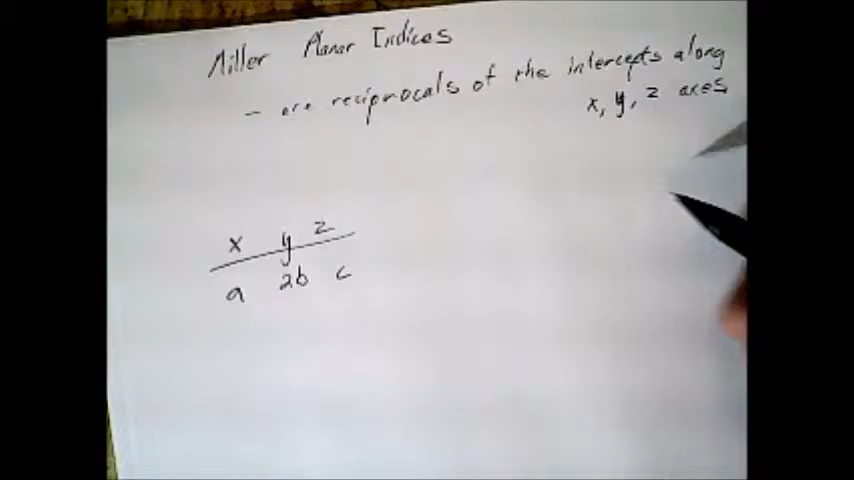 Miller Planar Indices
- are reciprocals of the intercepts along
x, y, z axes
x y z
a 2b c